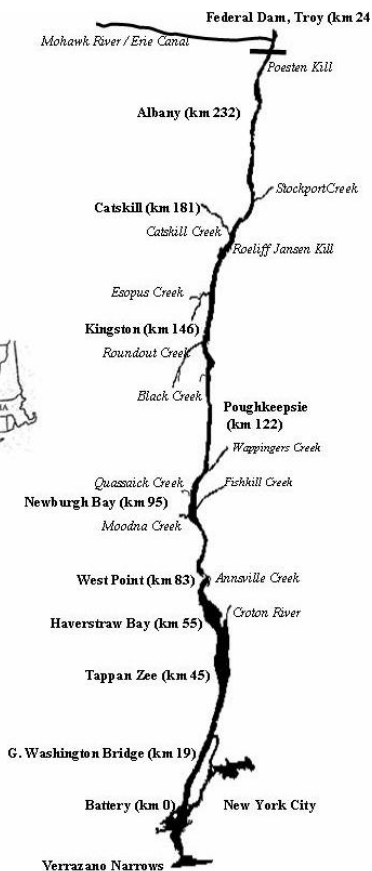 Federal Dam, Troy (km 24
Mohawk River / Erie Canal
Poesten Kill
Albany (km 232)
StockportCreek
Catskill (km 181)
Catskill Creek
Roeliff Jansen Kill
Esopus Creek
Kingston (km 146)
Roundout Creek
Black Creek
Poughkeepsie
(km 122)
Wappingers Creek
Quassaick Creek
Fishkill Creek
Newburgh Bay (km 95)
Moodna Creek
West Point (km 83)
Annsville Creek
Croton River
Haverstraw Bay (km 55)
Tappan Zee (km 45)
G. Washington Bridge (km 19)
Battery (km 0)
New York City
Verrazano Narrows